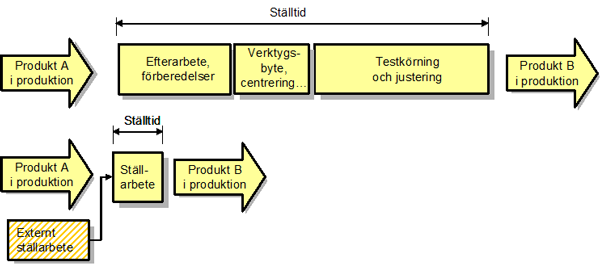 Ställtid
Produkt A
i produktion
Efterarbete,
förberedelser
Verktygs-
byte,
centrering...
Testkörning
och justering
Produkt B
i produktion
Ställtid
Produkt A
i produktion
Ställ-
arbete
Produkt B
i produktion
Externt
ställarbete